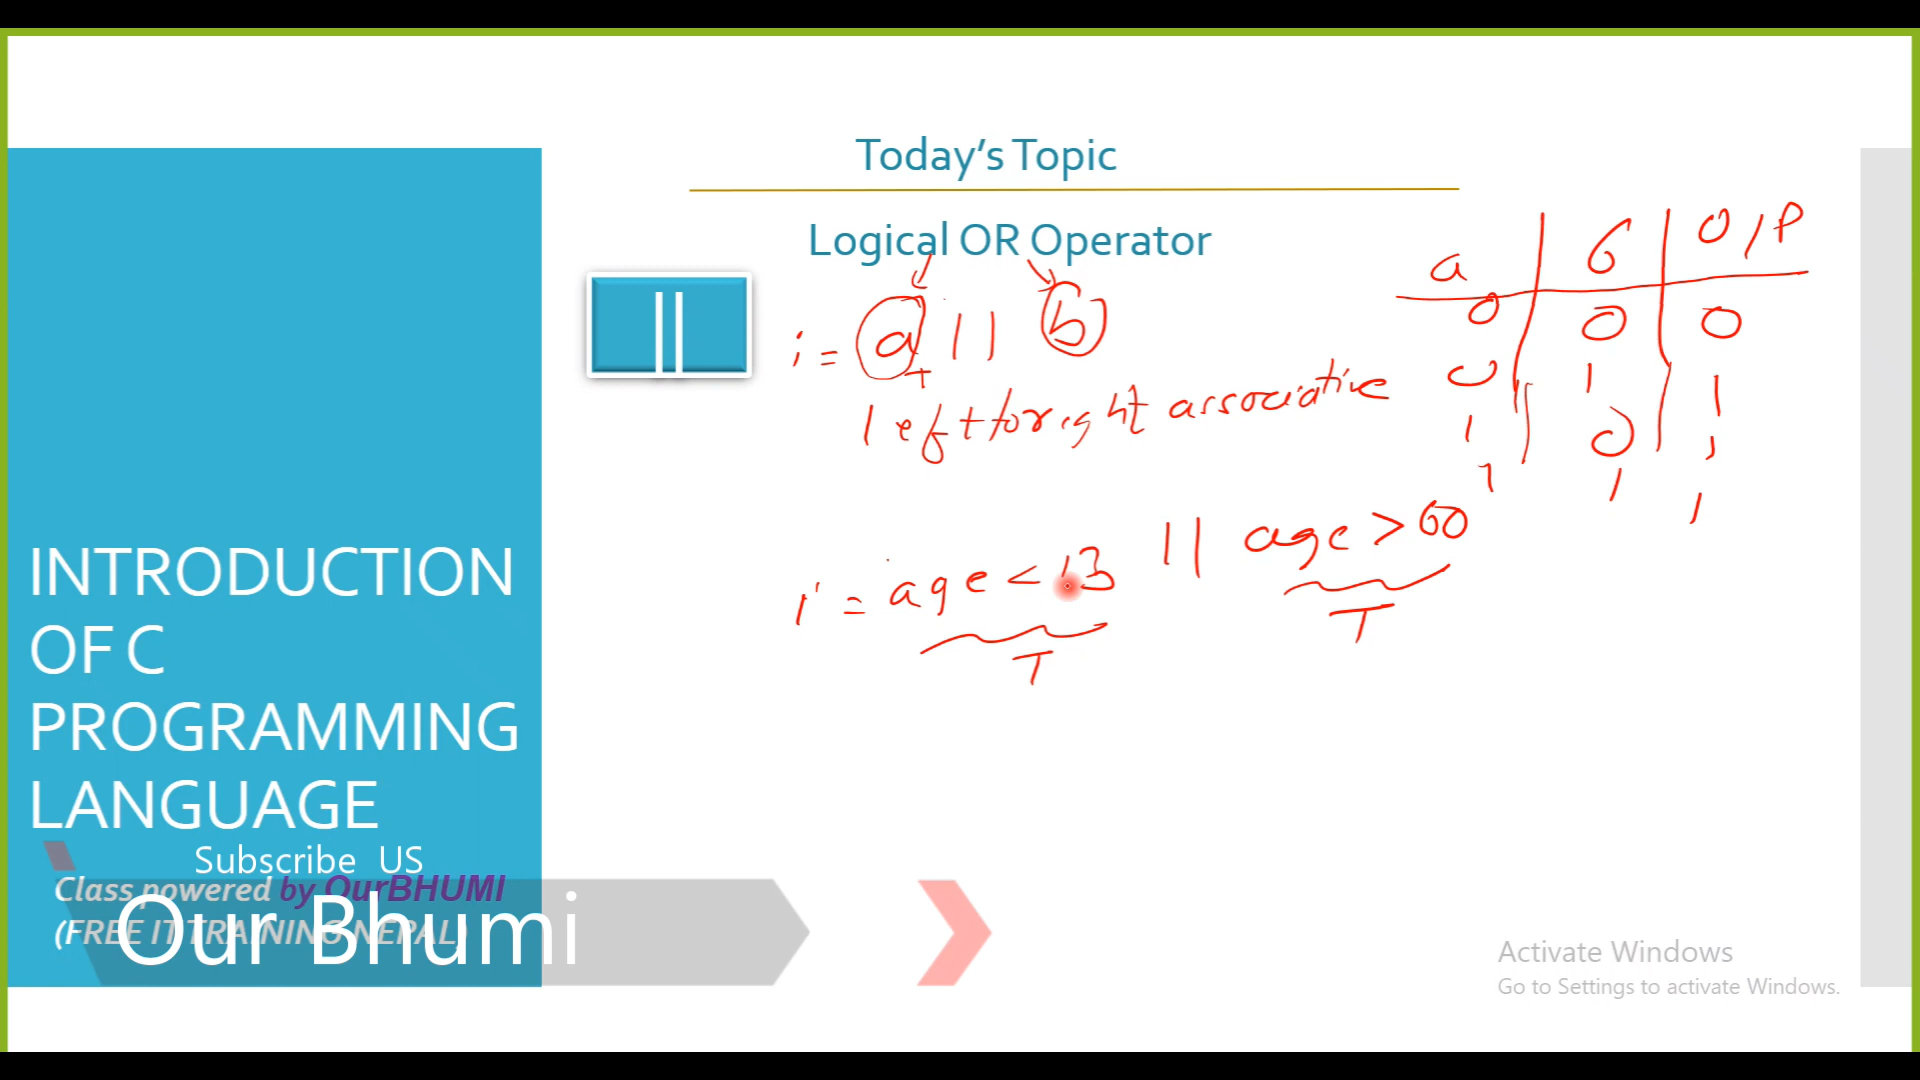 Today's Topic
Logical OR Operator
||
i = a || b
T
left to right associative
a b O/P
0 0 0
0 1 1
1 0 1
1 1 1
i = age < 13 || age > 60
T T
INTRODUCTION
OF C
PROGRAMMING
LANGUAGE
Subscribe US
Class powered by OurBHUMI
(FREE IT TRAINING NEPAL)
Our Bhumi
Activate Windows
Go to Settings to activate Windows.